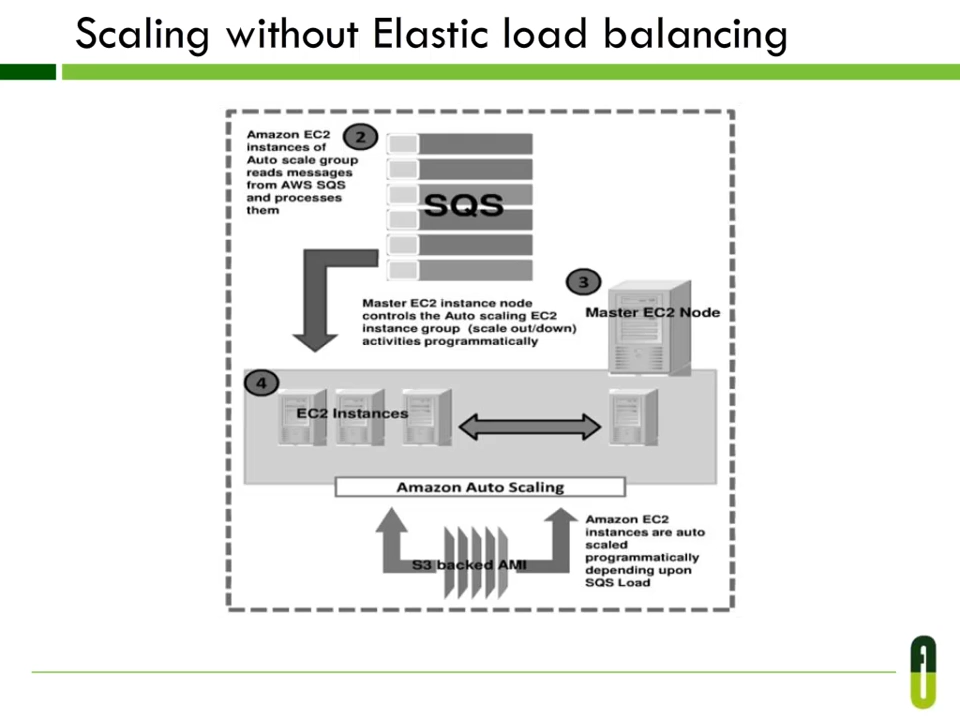 Scaling without Elastic load balancing
Amazon EC2
instances of
Auto scale group
reads messages
from AWS SQS
and processes
them
2
SQS
3
Master EC2 instance node
controls the Auto scaling EC2
instance group (scale out/down)
activities programmatically
Master EC2 Node
4
EC2 Instances
Amazon Auto Scaling
S3 backed AMI
Amazon EC2
instances are auto
scaled
programmatically
depending upon
SQS Load